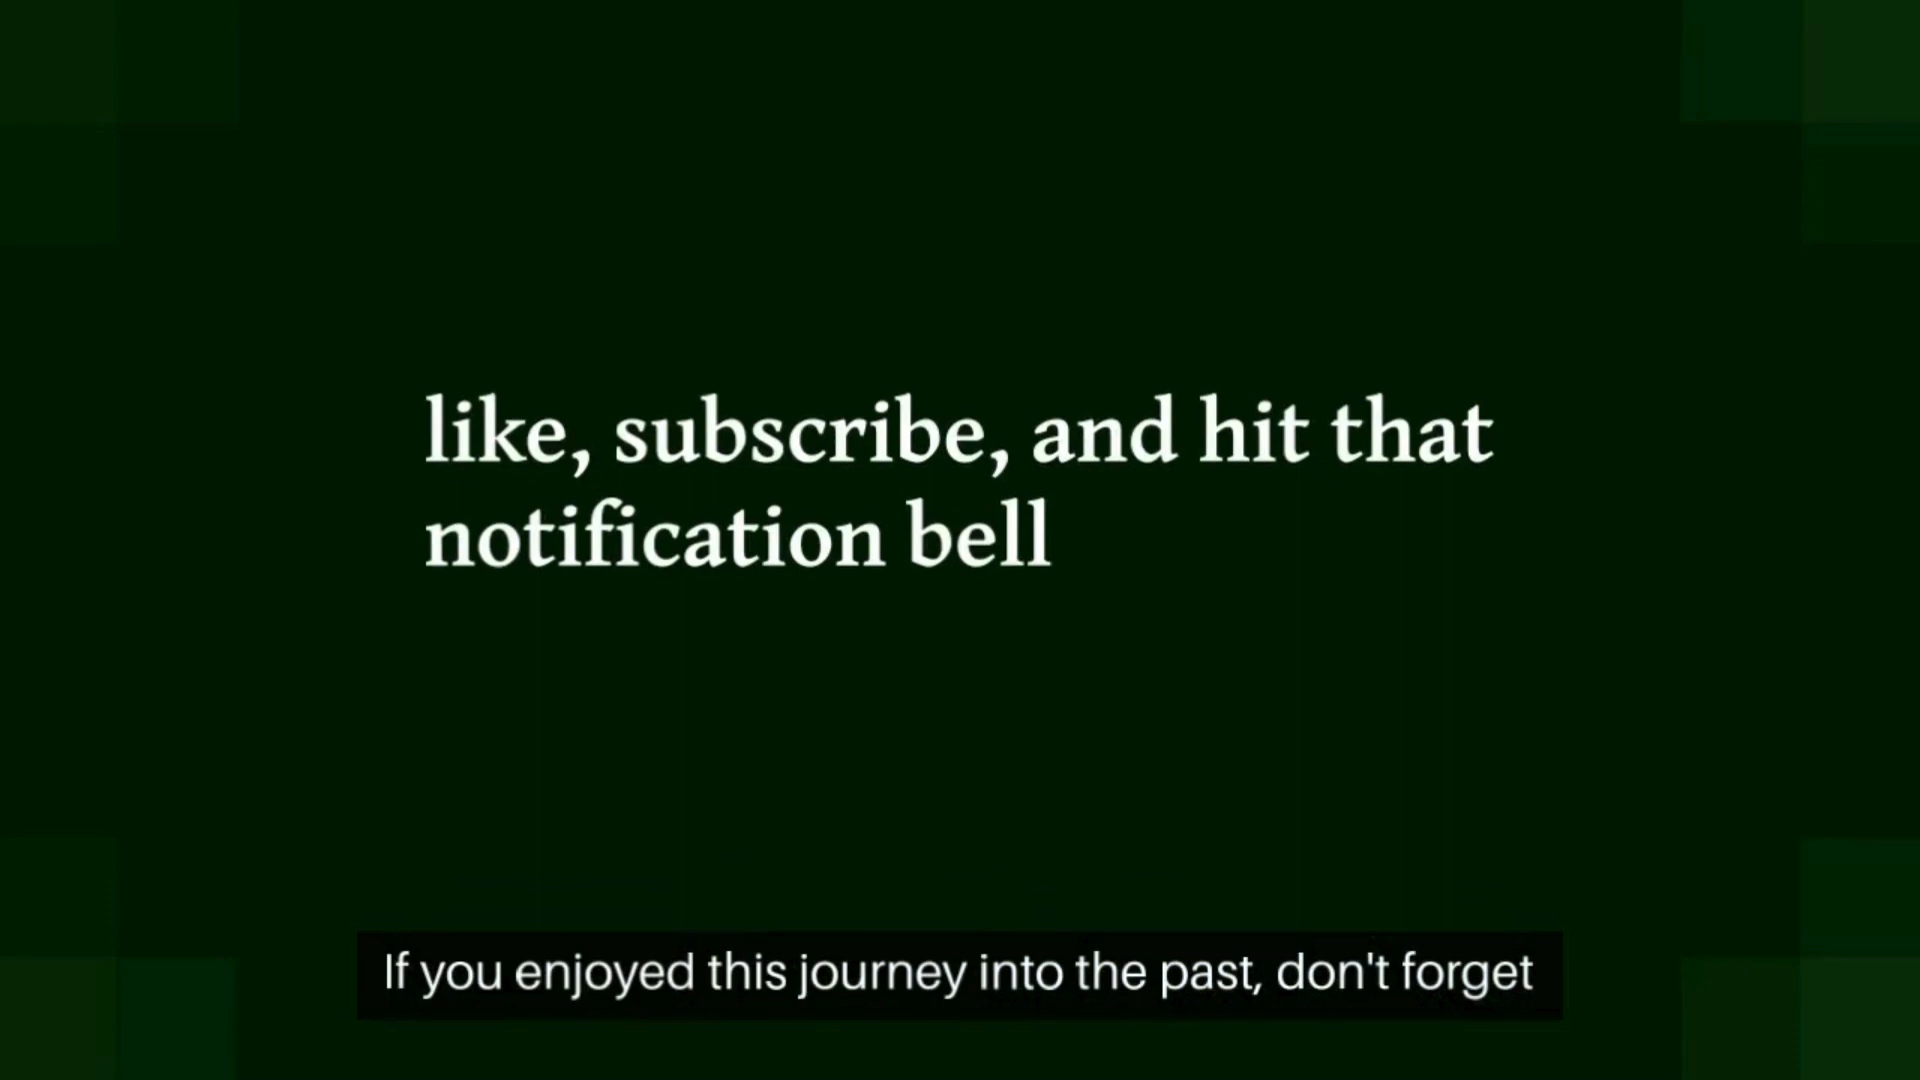 like, subscribe, and hit that
notification bell
If you enjoyed this journey into the past, don't forget